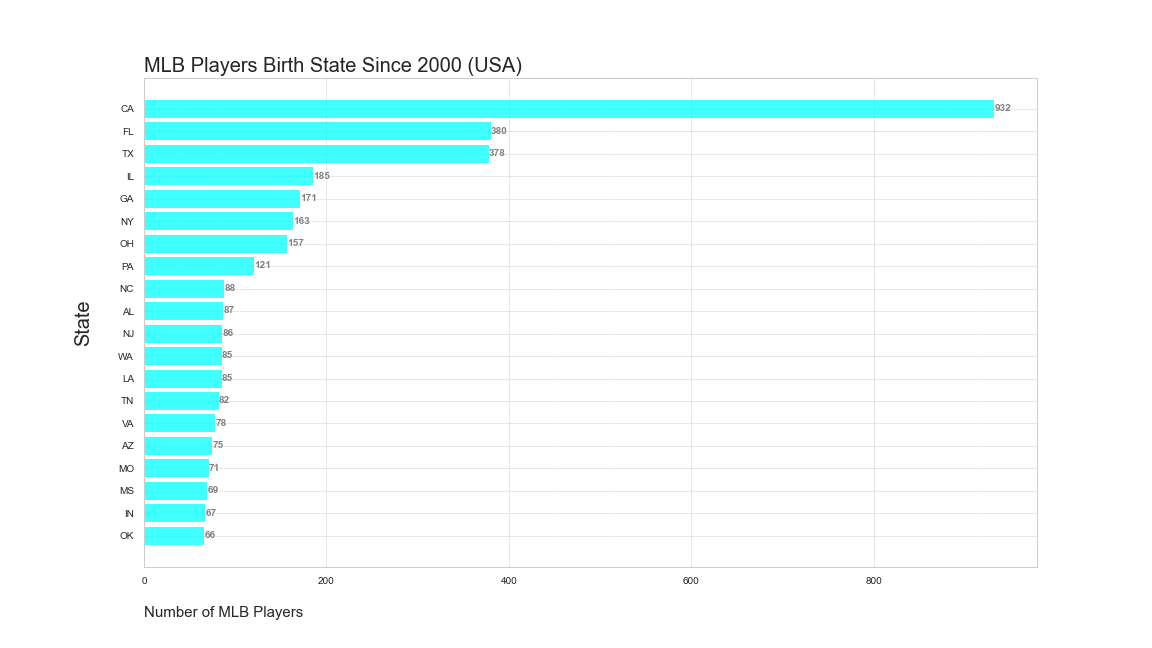 MLB Players Birth State Since 2000 (USA)
CA 932
FL 380
TX 378
IL 185
GA 171
NY 163
OH 157
PA 121
NC 88
AL 87
NJ 86
WA 85
LA 85
TN 82
VA 78
AZ 75
MO 71
MS 69
IN 67
OK 66
State
0 200 400 600 800
Number of MLB Players